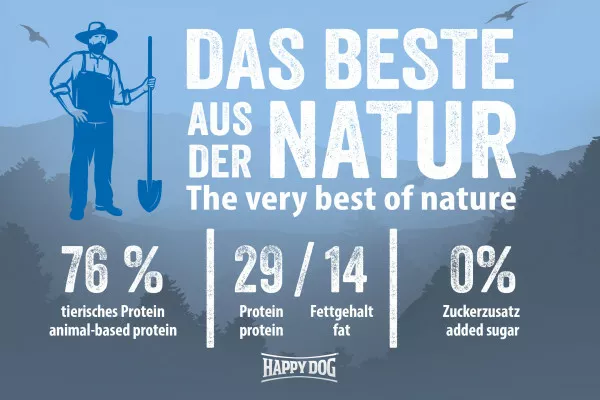 DAS BESTE
AUS DER NATUR
The very best of nature
76 %
tierisches Protein
animal-based protein
29 / 14
Protein Fettgehalt
protein fat
0%
Zuckerzusatz
added sugar
HAPPY DOG